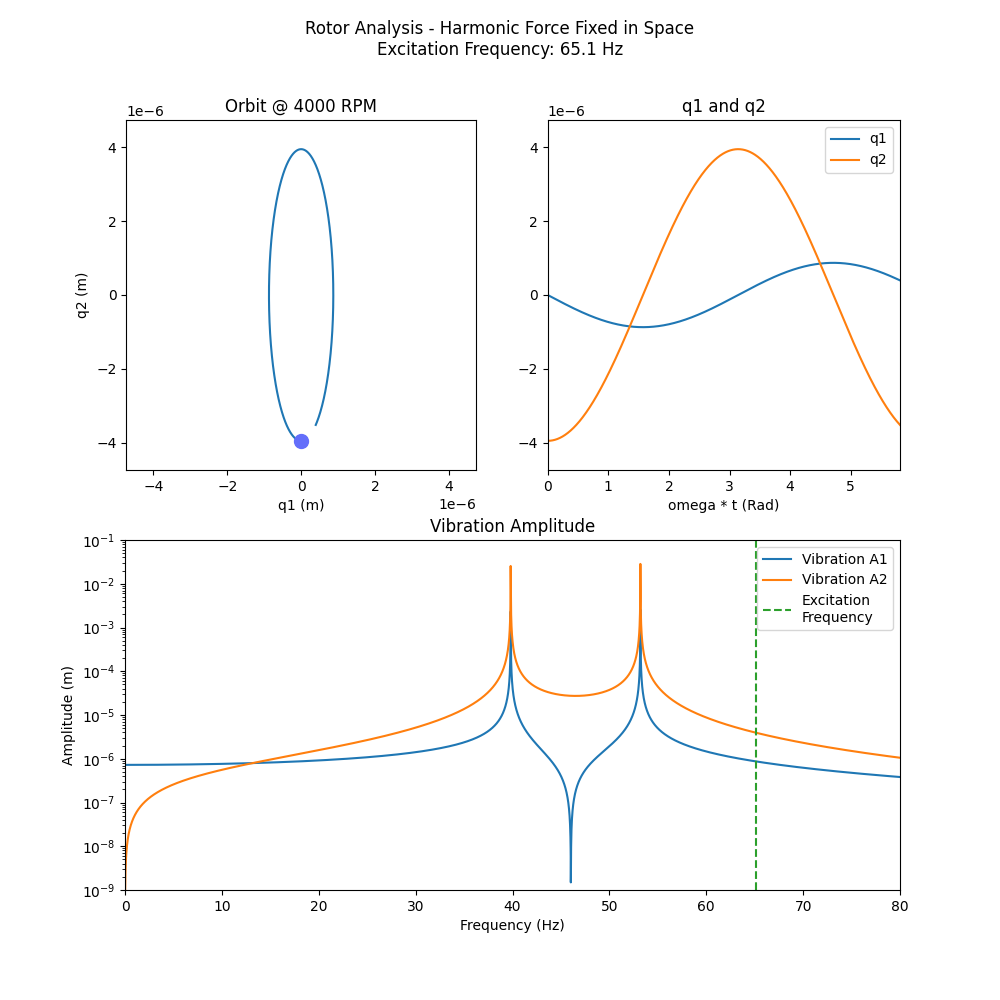 Rotor Analysis - Harmonic Force Fixed in Space
Excitation Frequency: 65.1 Hz
Orbit @ 4000 RPM
1e−6
4
2
0
−2
−4
q2 (m)
−4
−2
0
2
4
q1 (m)
1e−6
q1 and q2
1e−6
4
2
0
−2
−4
q1
q2
0
1
2
3
4
5
omega * t (Rad)
Vibration Amplitude
10−1
10−2
10−3
10−4
10−5
10−6
10−7
10−8
10−9
Amplitude (m)
Vibration A1
Vibration A2
Excitation
Frequency
0
10
20
30
40
50
60
70
80
Frequency (Hz)